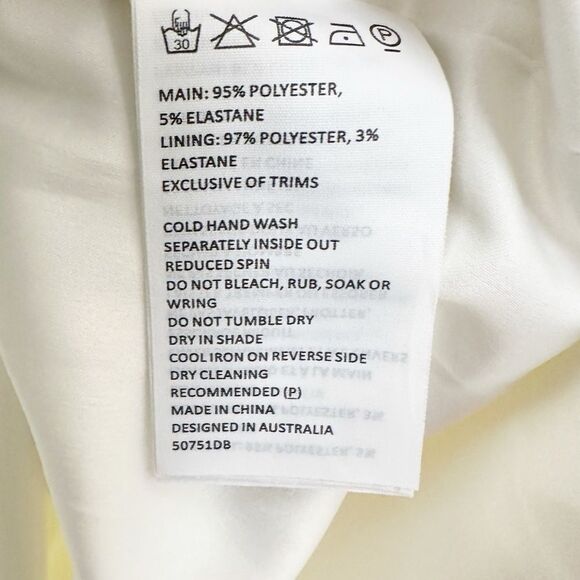 30 P
MAIN: 95% POLYESTER,
5% ELASTANE
LINING: 97% POLYESTER, 3%
ELASTANE
EXCLUSIVE OF TRIMS
COLD HAND WASH
SEPARATELY INSIDE OUT
REDUCED SPIN
DO NOT BLEACH, RUB, SOAK OR
WRING
DO NOT TUMBLE DRY
DRY IN SHADE
COOL IRON ON REVERSE SIDE
DRY CLEANING
RECOMMENDED (P)
MADE IN CHINA
DESIGNED IN AUSTRALIA
50751DB